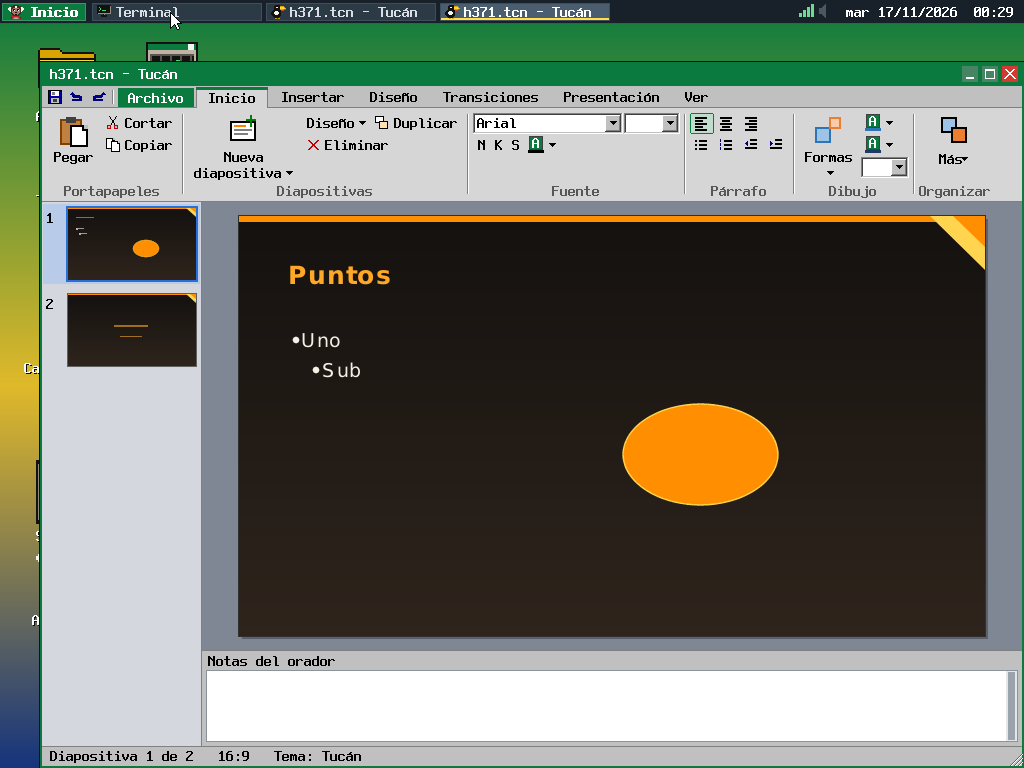 Inicio
Terminal
h371.tcn - Tucán
h371.tcn - Tucán
mar 17/11/2026 00:29
h371.tcn - Tucán
Archivo
Inicio
Insertar
Diseño
Transiciones
Presentación
Ver
Pegar
Cortar
Copiar
Portapapeles
Nueva
diapositiva
Diseño
Duplicar
Eliminar
Diapositivas
Arial
N K S A
Fuente
Párrafo
Formas
A
A
Dibujo
Más
Organizar
1
2
Puntos
•Uno
•Sub
Ca
Notas del orador
Diapositiva 1 de 2
16:9
Tema: Tucán